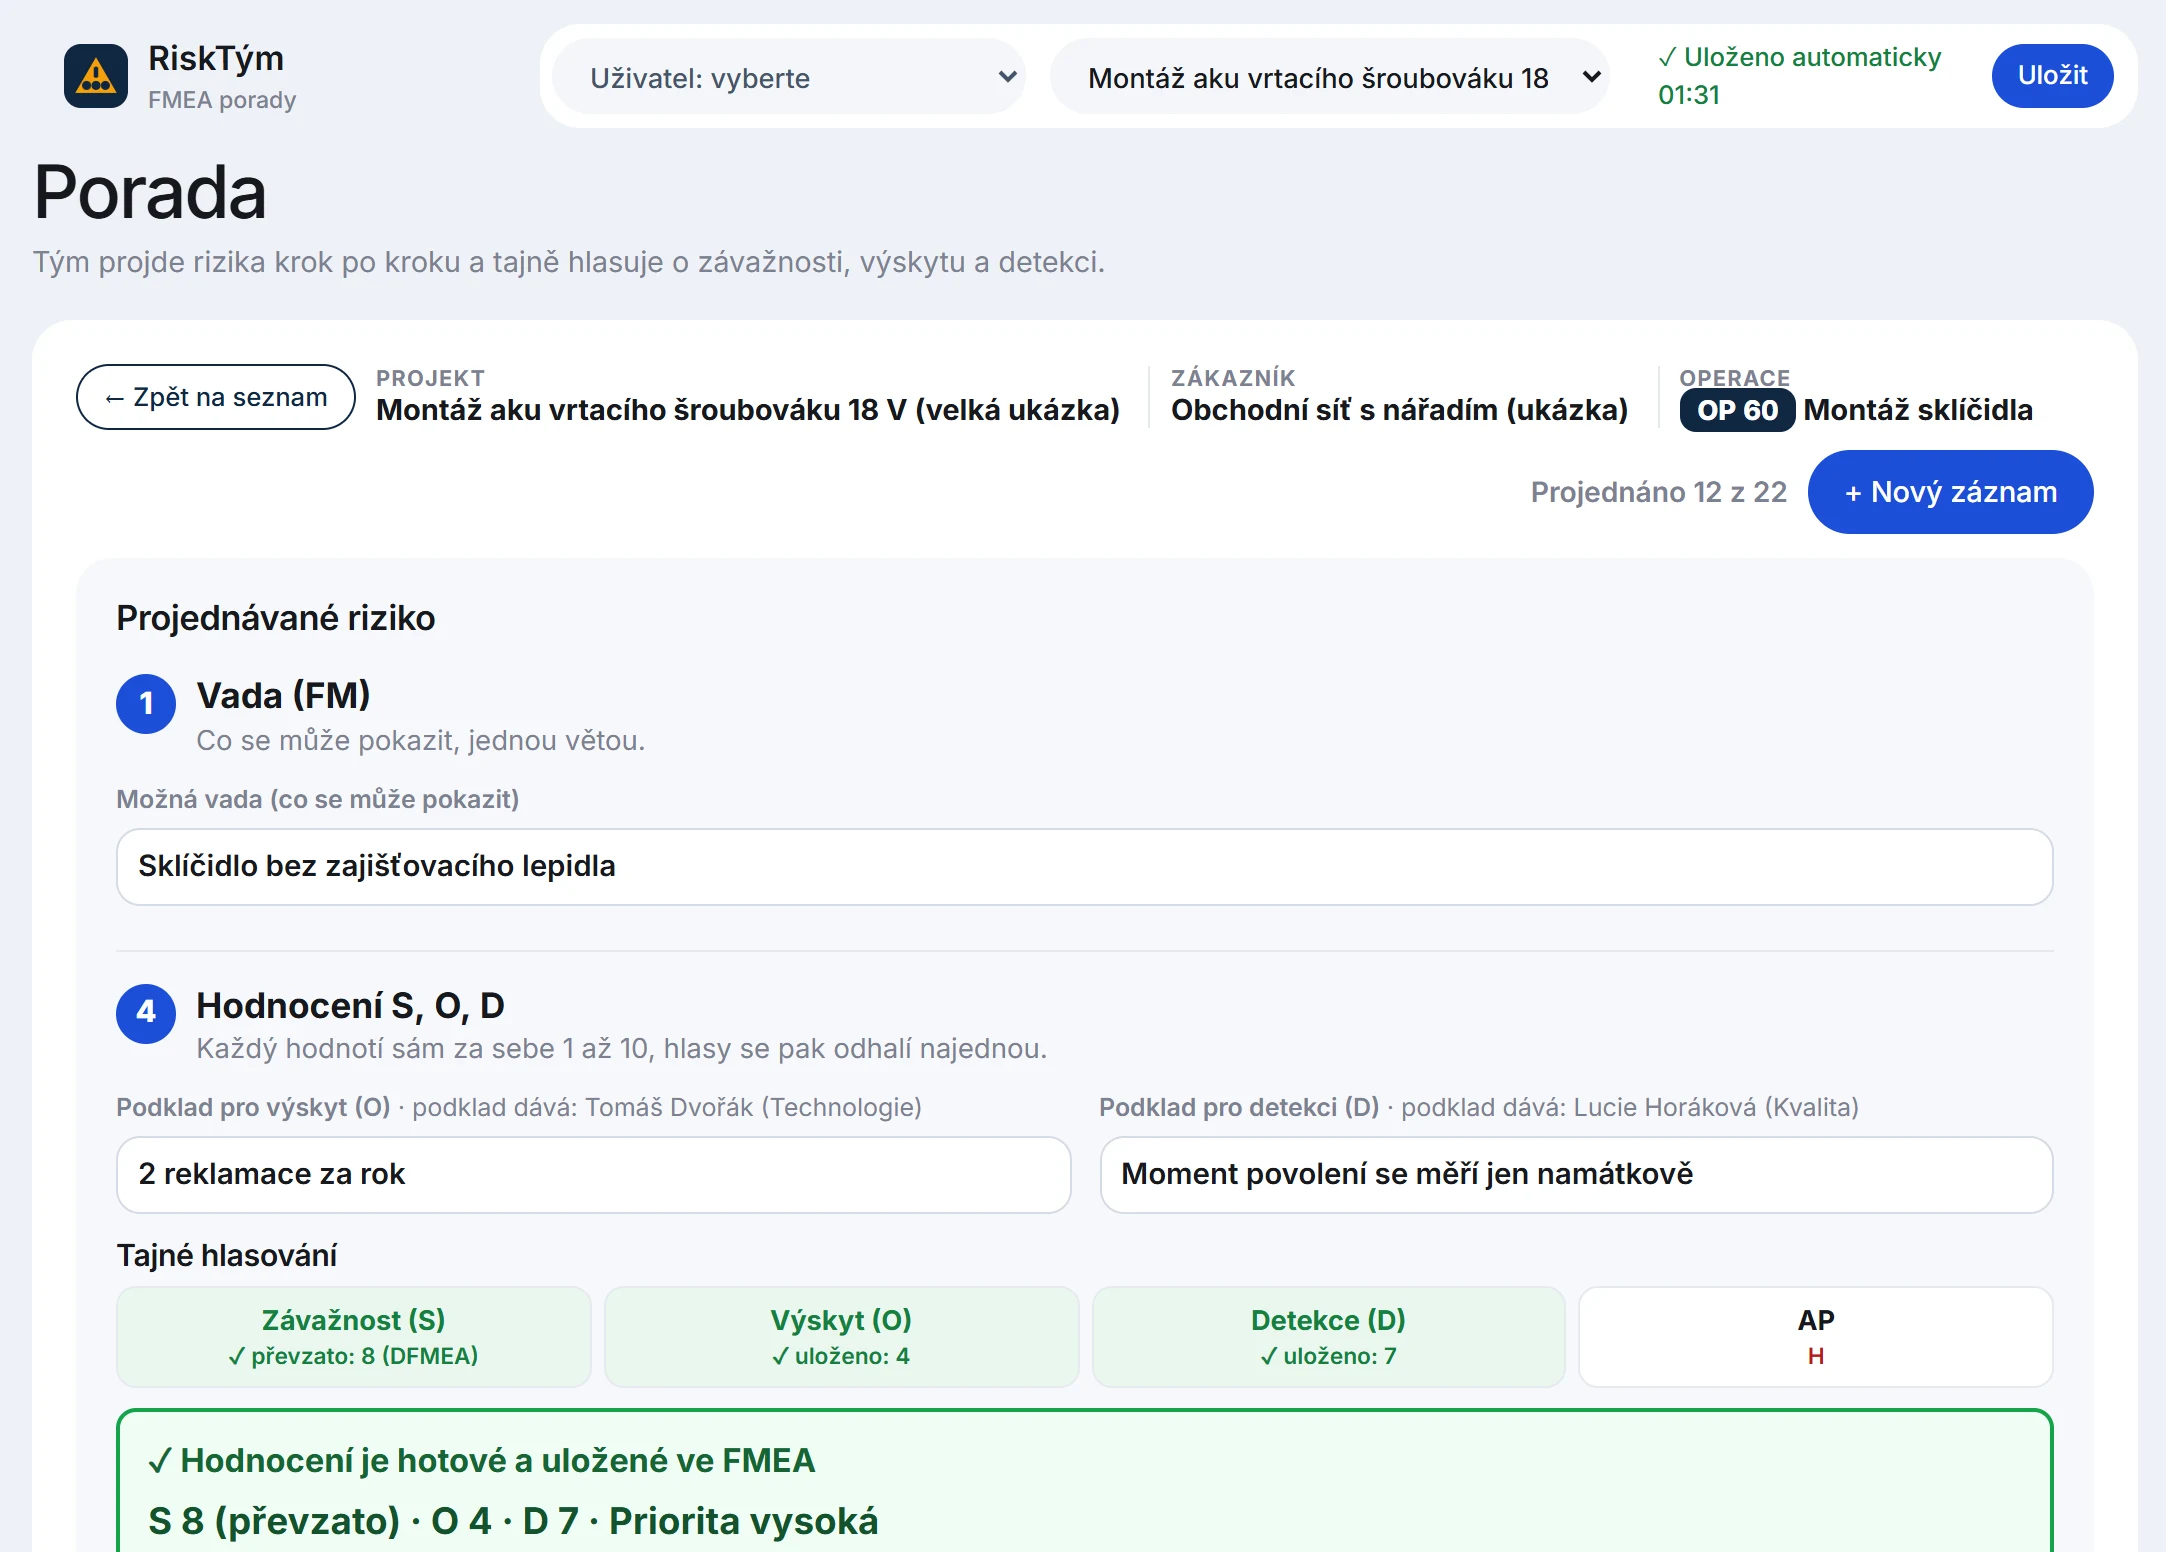 RiskTým
FMEA porady
Uživatel: vyberte
Montáž aku vrtacího šroubováku 18
✓ Uloženo automaticky
01:31
Uložit
Porada
Tým projde rizika krok po kroku a tajně hlasuje o závažnosti, výskytu a detekci.
← Zpět na seznam
PROJEKT
Montáž aku vrtacího šroubováku 18 V (velká ukázka)
ZÁKAZNÍK
Obchodní síť s nářadím (ukázka)
OPERACE
OP 60 Montáž sklíčidla
Projednáno 12 z 22
+ Nový záznam
Projednávané riziko
1 Vada (FM)
Co se může pokazit, jednou větou.
Možná vada (co se může pokazit)
Sklíčidlo bez zajišťovacího lepidla
4 Hodnocení S, O, D
Každý hodnotí sám za sebe 1 až 10, hlasy se pak odhalí najednou.
Podklad pro výskyt (O) · podklad dává: Tomáš Dvořák (Technologie)
2 reklamace za rok
Podklad pro detekci (D) · podklad dává: Lucie Horáková (Kvalita)
Moment povolení se měří jen namátkově
Tajné hlasování
Závažnost (S)
✓ převzato: 8 (DFMEA)
Výskyt (O)
✓ uloženo: 4
Detekce (D)
✓ uloženo: 7
AP
H
✓ Hodnocení je hotové a uložené ve FMEA
S 8 (převzato) · O 4 · D 7 · Priorita vysoká